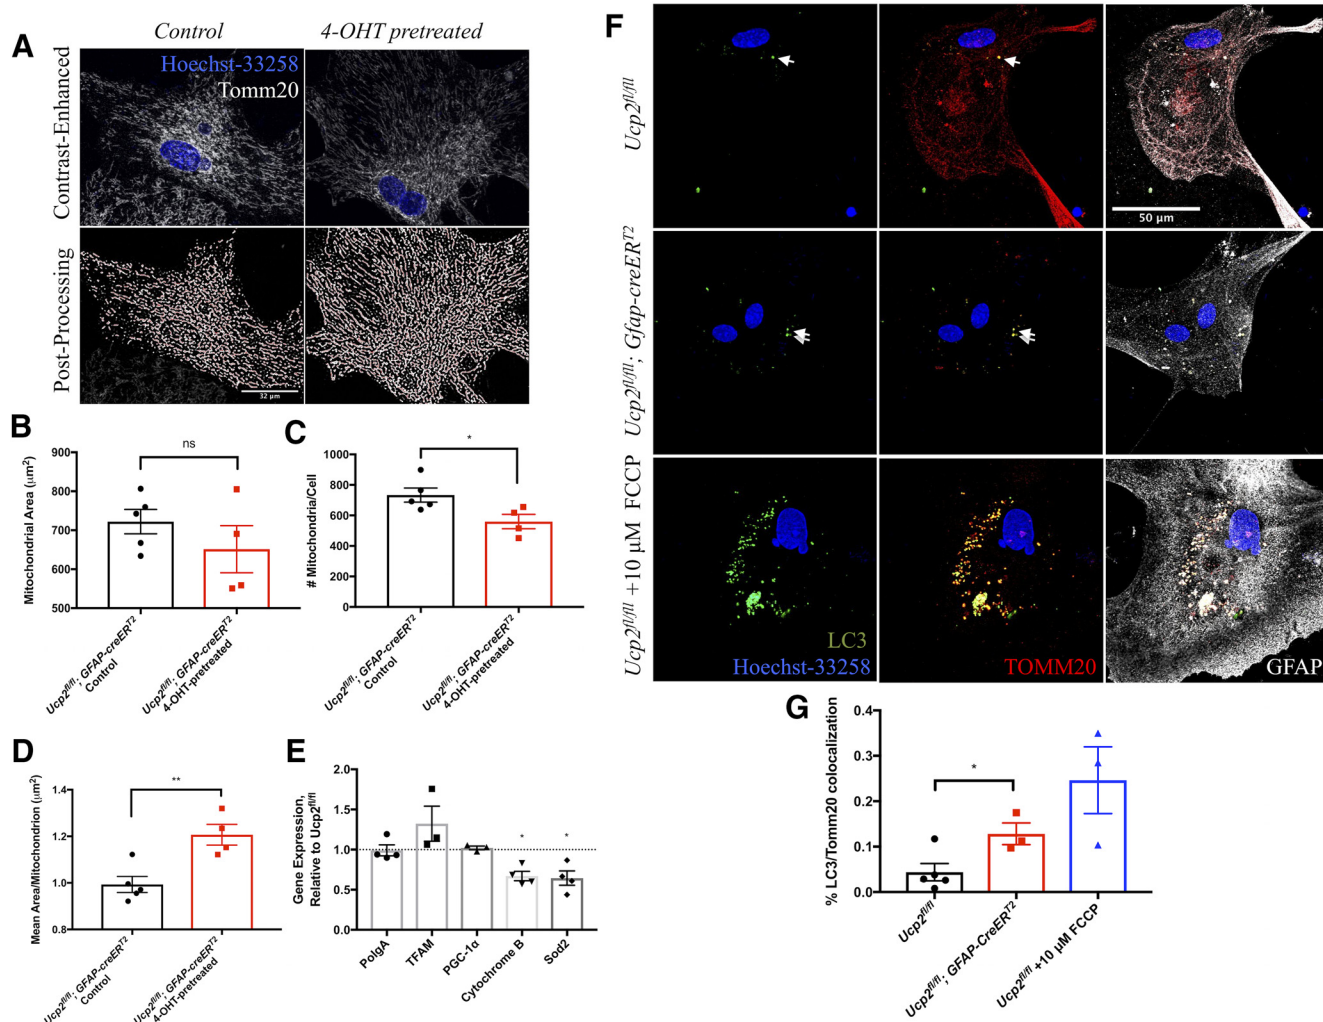 A
Control
4-OHT pretreated
Contrast-Enhanced
Hoechst-33258
Tomm20
Post-Processing
32 µm
B
ns
Mitochondrial Area (µm²)
900
800
700
600
500
Ucp2fl/fl; GFAP-creERT2
Control
Ucp2fl/fl; GFAP-creERT2
4-OHT-pretreated
C
*
# Mitochondria/Cell
1000
800
600
400
200
0
Ucp2fl/fl; GFAP-creERT2
Control
Ucp2fl/fl; GFAP-creERT2
4-OHT-pretreated
D
**
Mean Area/Mitochondrion (µm²)
1.4
1.2
1.0
0.8
Ucp2fl/fl; GFAP-creERT2
Control
Ucp2fl/fl; GFAP-creERT2
4-OHT-pretreated
E
Gene Expression,
Relative to Ucp2fl/fl
2.0
1.5
1.0
0.5
0.0
*
*
PolgA
TFAM
PGC-1α
Cytochrome B
Sod2
F
Ucp2fl/fll
50 µm
Ucp2fl/fll; Gfap-creERT2
Ucp2fl/fll +10 µM FCCP
LC3
Hoechst-33258
TOMM20
GFAP
G
% LC3/Tomm20 colocalization
0.4
0.3
0.2
0.1
0.0
*
Ucp2fl/fl
Ucp2fl/fl; GFAP-CreERT2
Ucp2fl/fl +10 µM FCCP